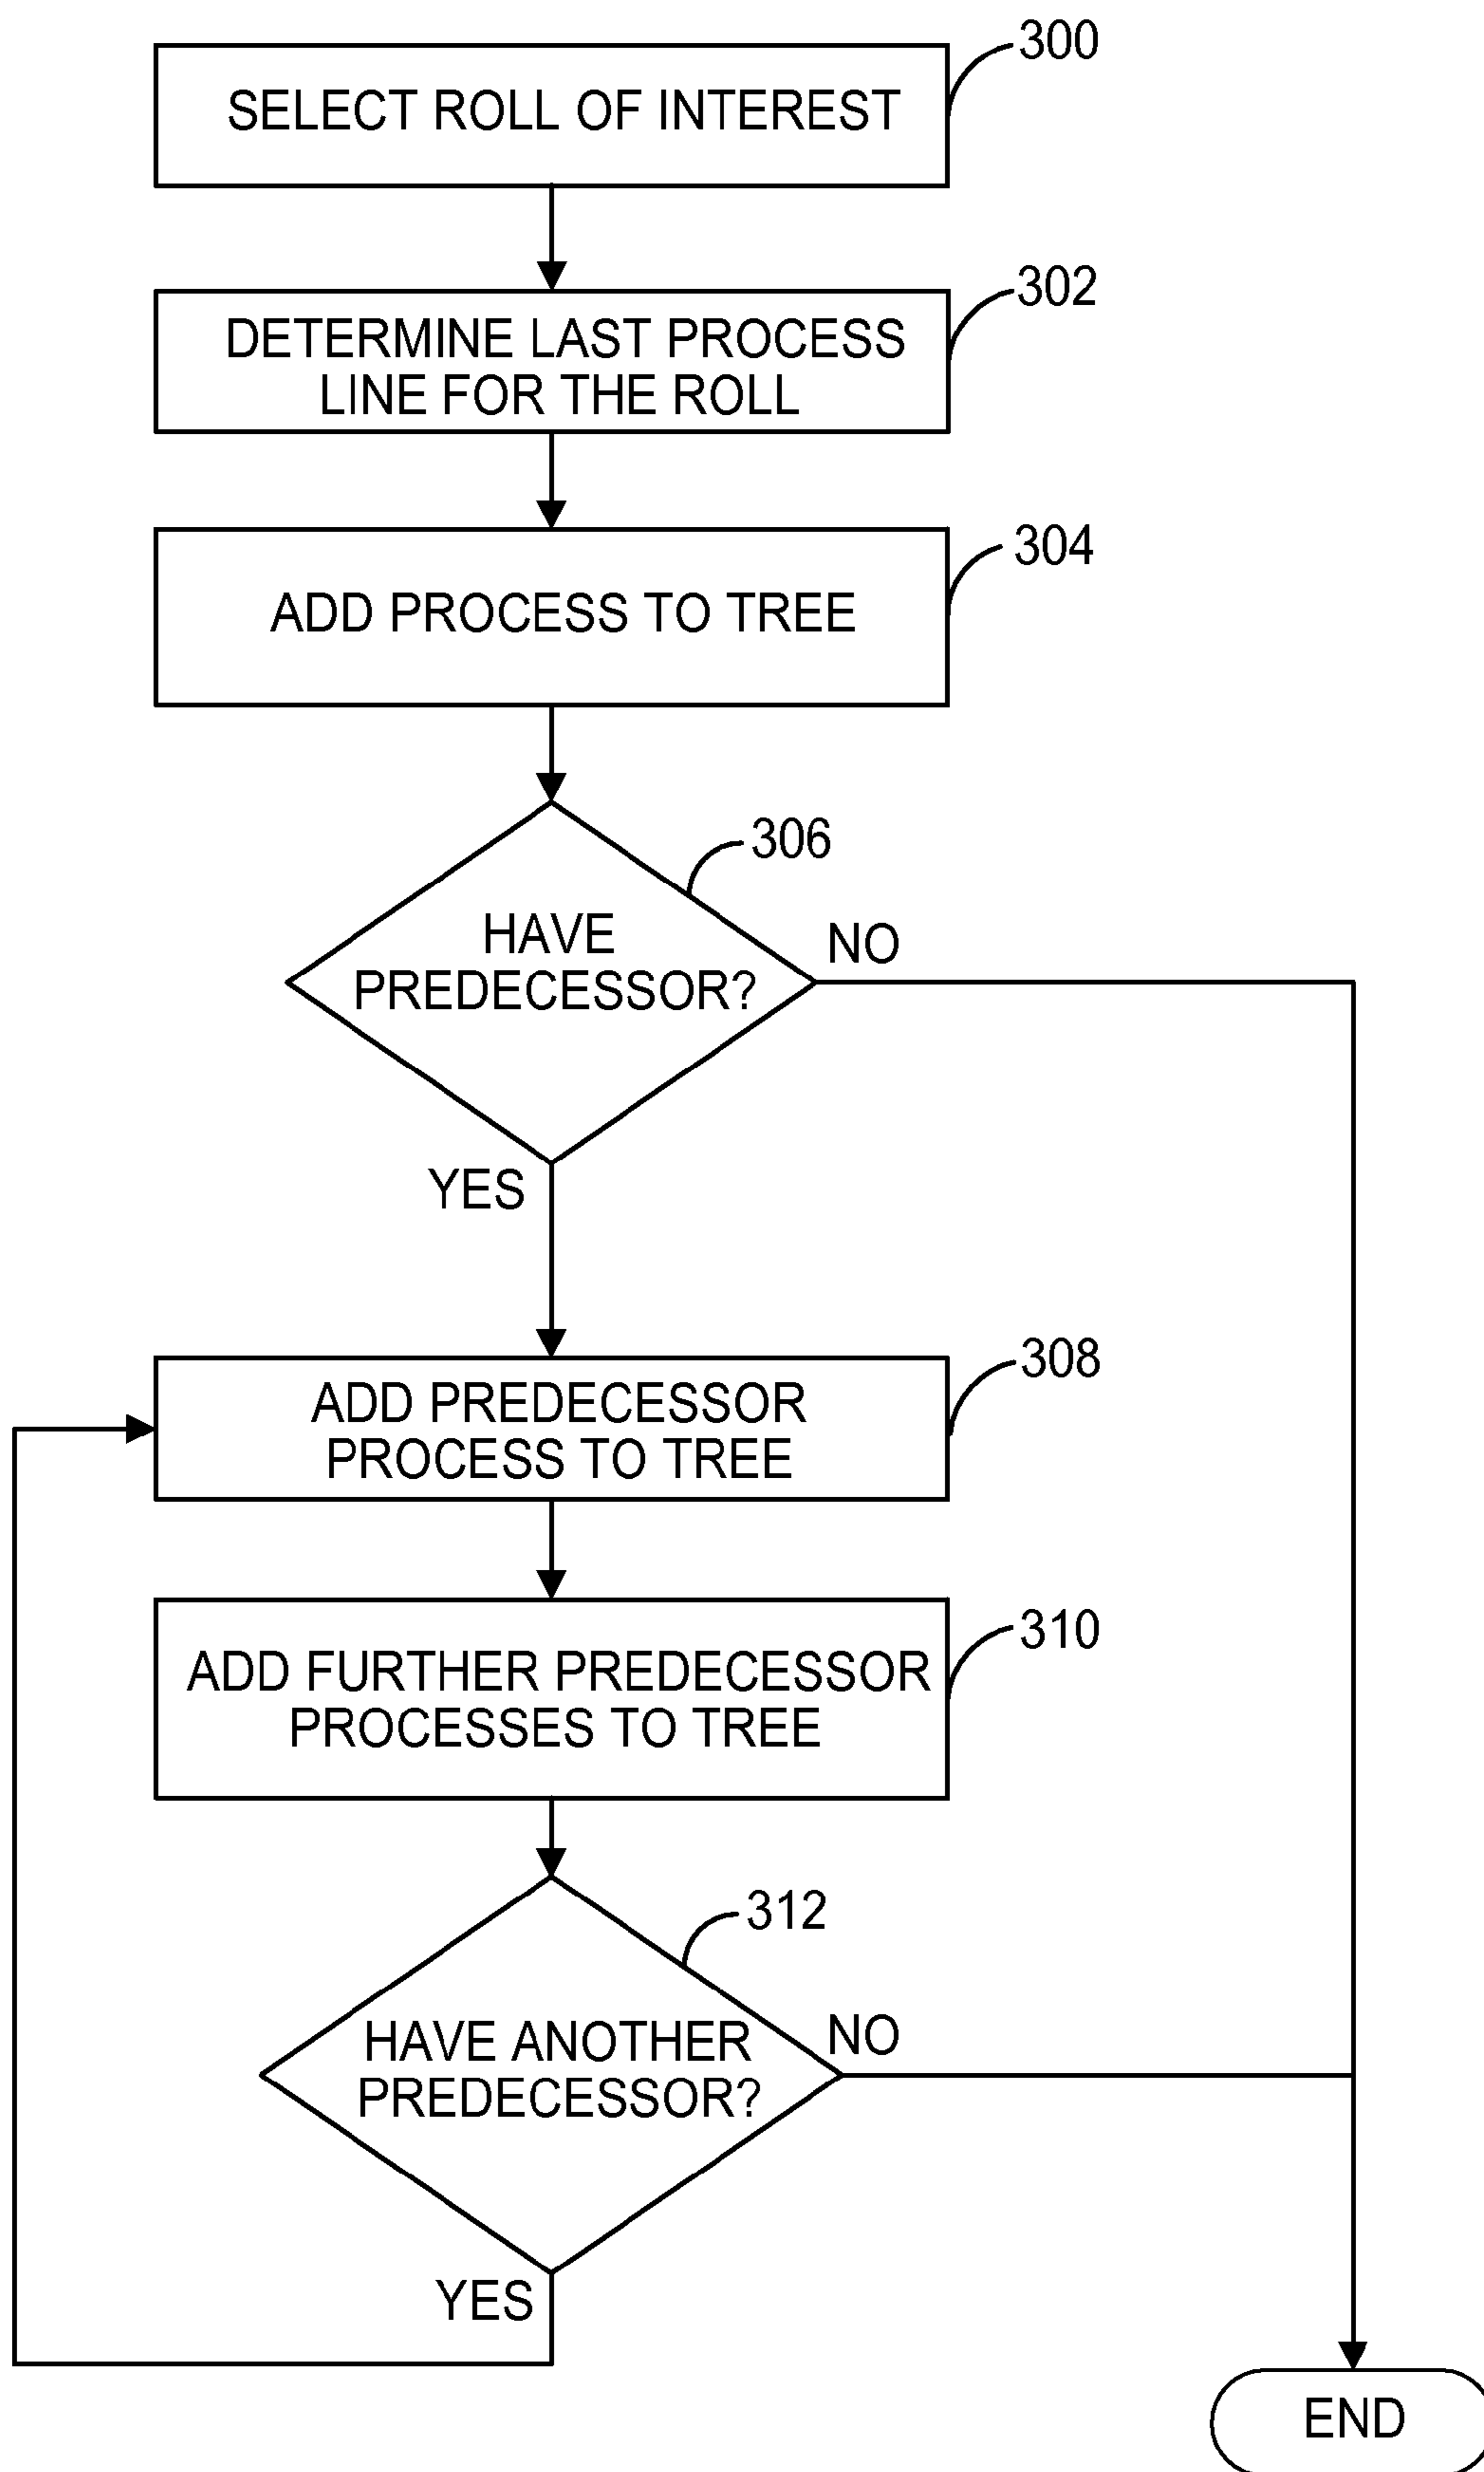 300
SELECT ROLL OF INTEREST
302
DETERMINE LAST PROCESS
LINE FOR THE ROLL
304
ADD PROCESS TO TREE
306
HAVE
PREDECESSOR?
NO
YES
308
ADD PREDECESSOR
PROCESS TO TREE
310
ADD FURTHER PREDECESSOR
PROCESSES TO TREE
312
HAVE ANOTHER
PREDECESSOR?
NO
YES
END